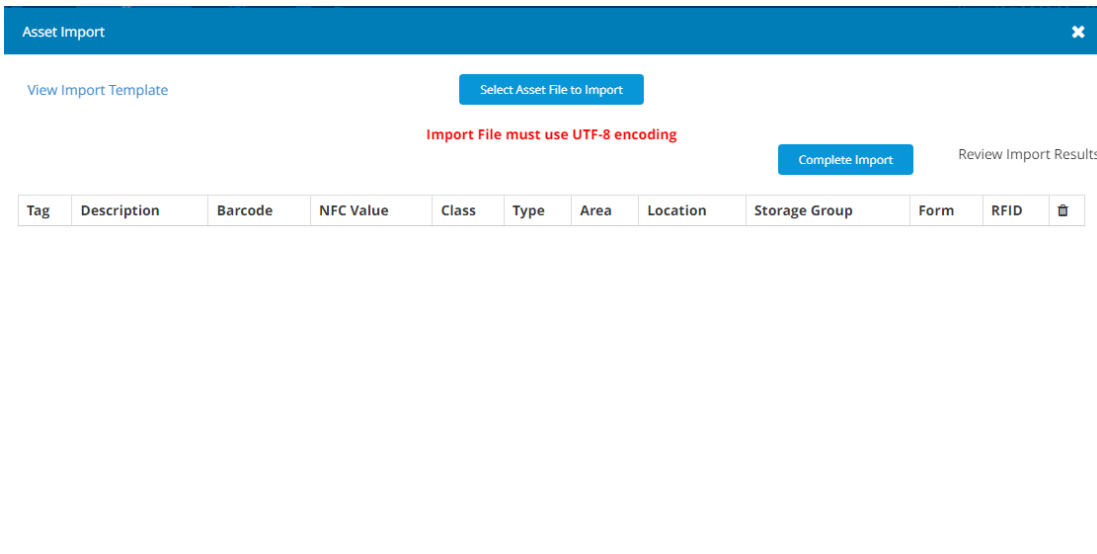 Asset Import
View Import Template
Select Asset File to Import
Import File must use UTF-8 encoding
Complete Import
Review Import Results
Tag Description Barcode NFC Value Class Type Area Location Storage Group Form RFID